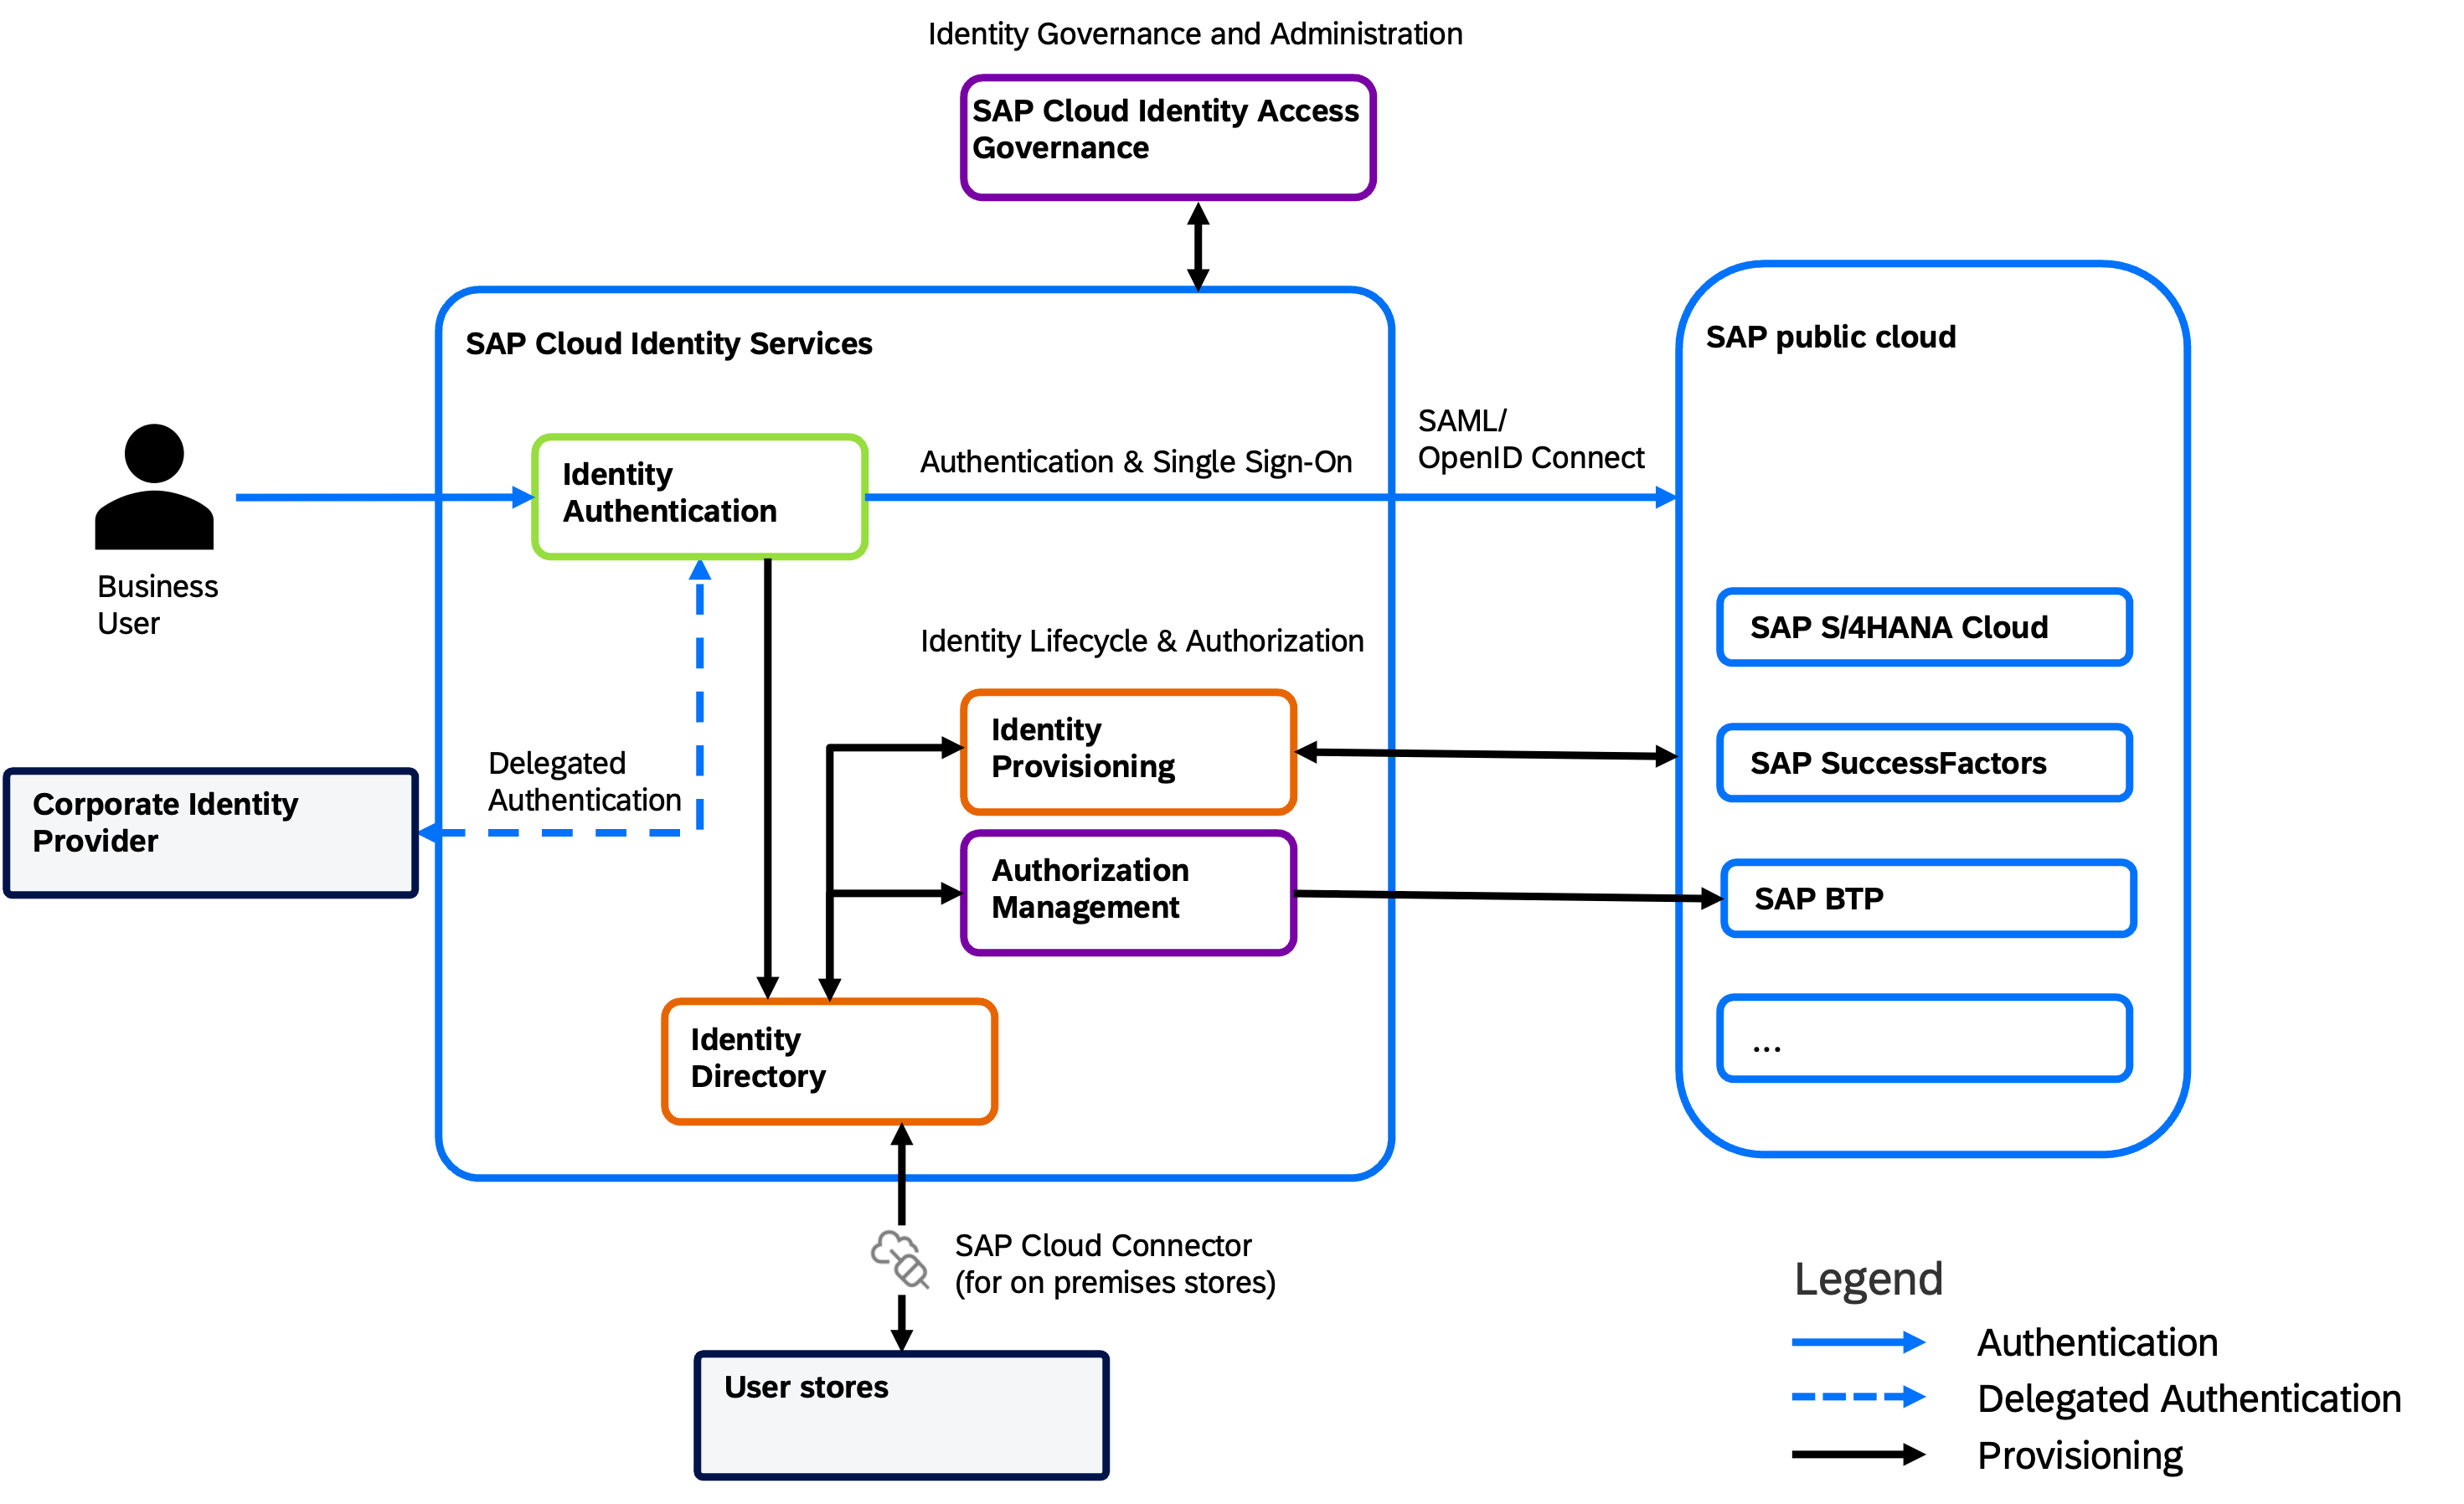 Identity Governance and Administration
SAP Cloud Identity Access
Governance
SAP Cloud Identity Services
SAP public cloud
Identity
Authentication
Authentication & Single Sign-On
SAML/
OpenID Connect
Business
User
Identity Lifecycle & Authorization
SAP S/4HANA Cloud
Identity
Provisioning
SAP SuccessFactors
Delegated
Authentication
Corporate Identity
Provider
Authorization
Management
SAP BTP
Identity
Directory
...
SAP Cloud Connector
(for on premises stores)
User stores
Legend
Authentication
Delegated Authentication
Provisioning